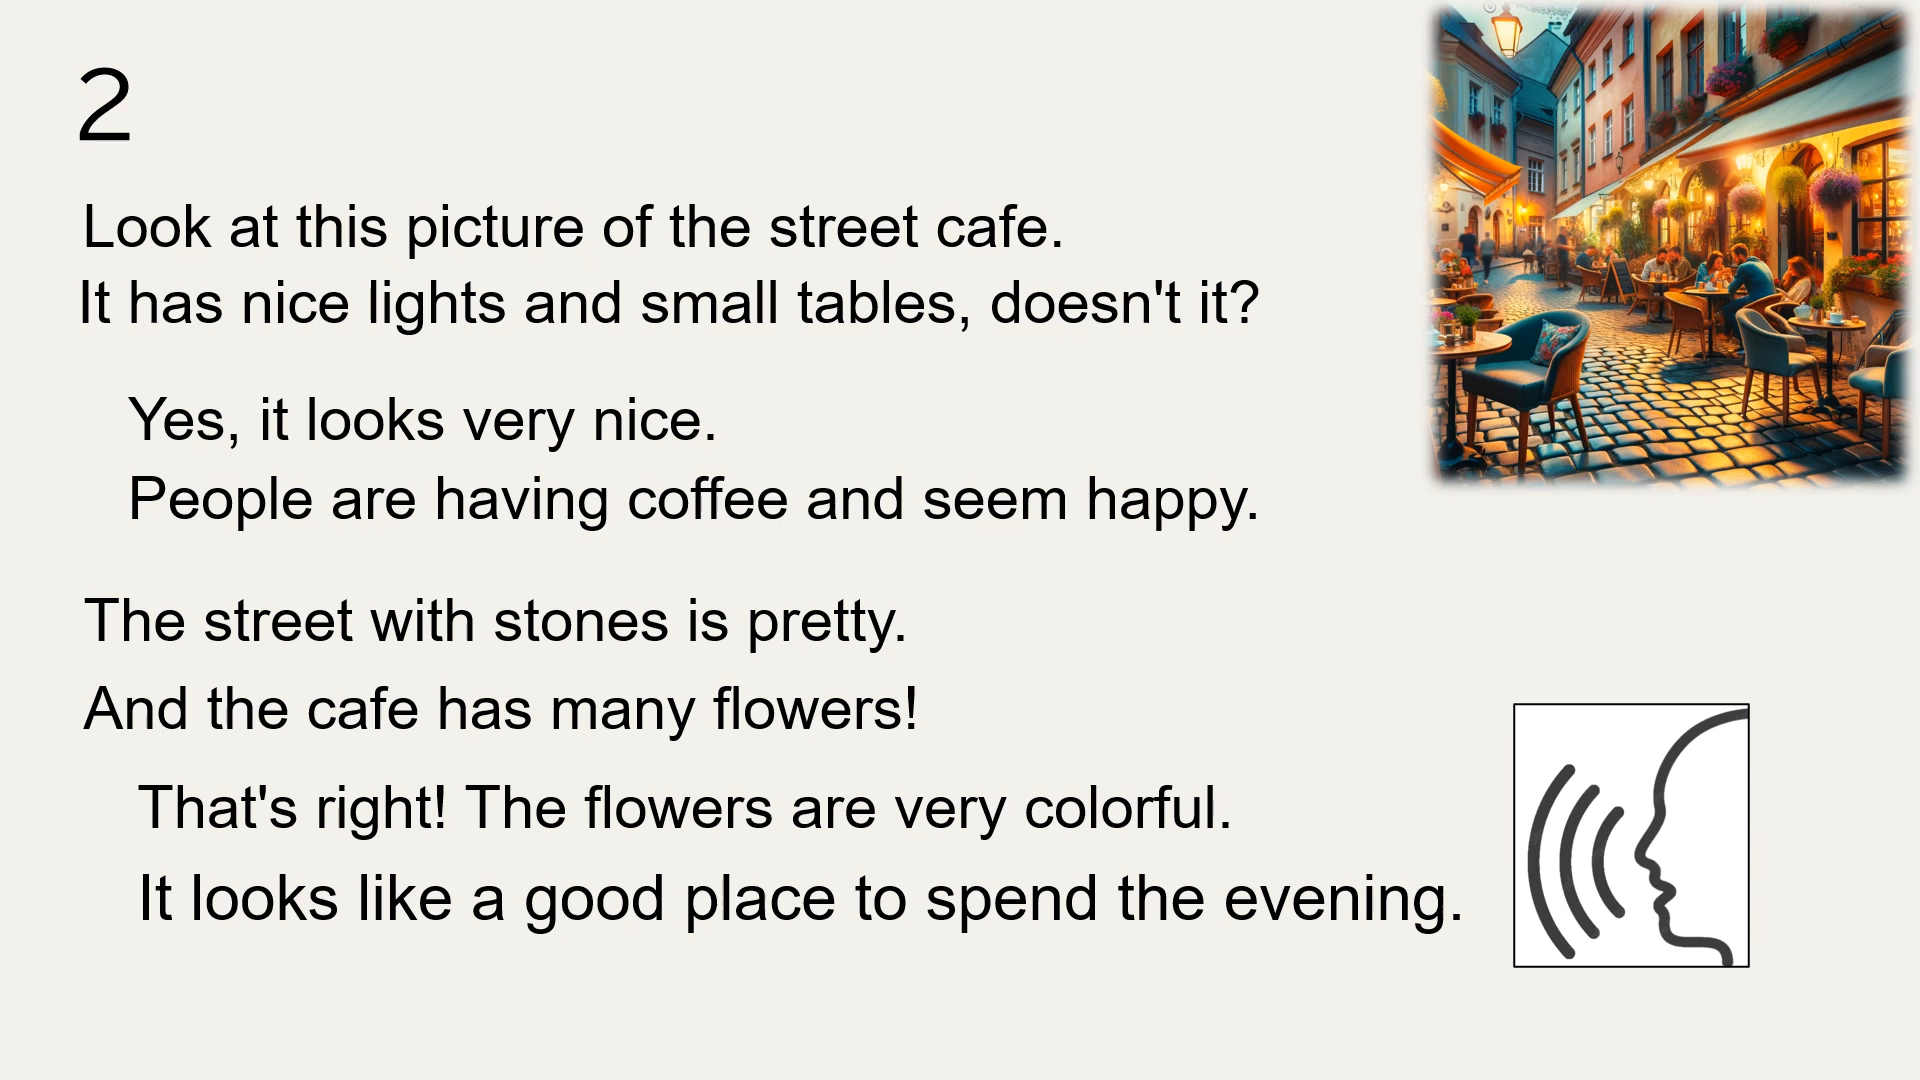 2
Look at this picture of the street cafe.
It has nice lights and small tables, doesn't it?
Yes, it looks very nice.
People are having coffee and seem happy.
The street with stones is pretty.
And the cafe has many flowers!
That's right! The flowers are very colorful.
It looks like a good place to spend the evening.